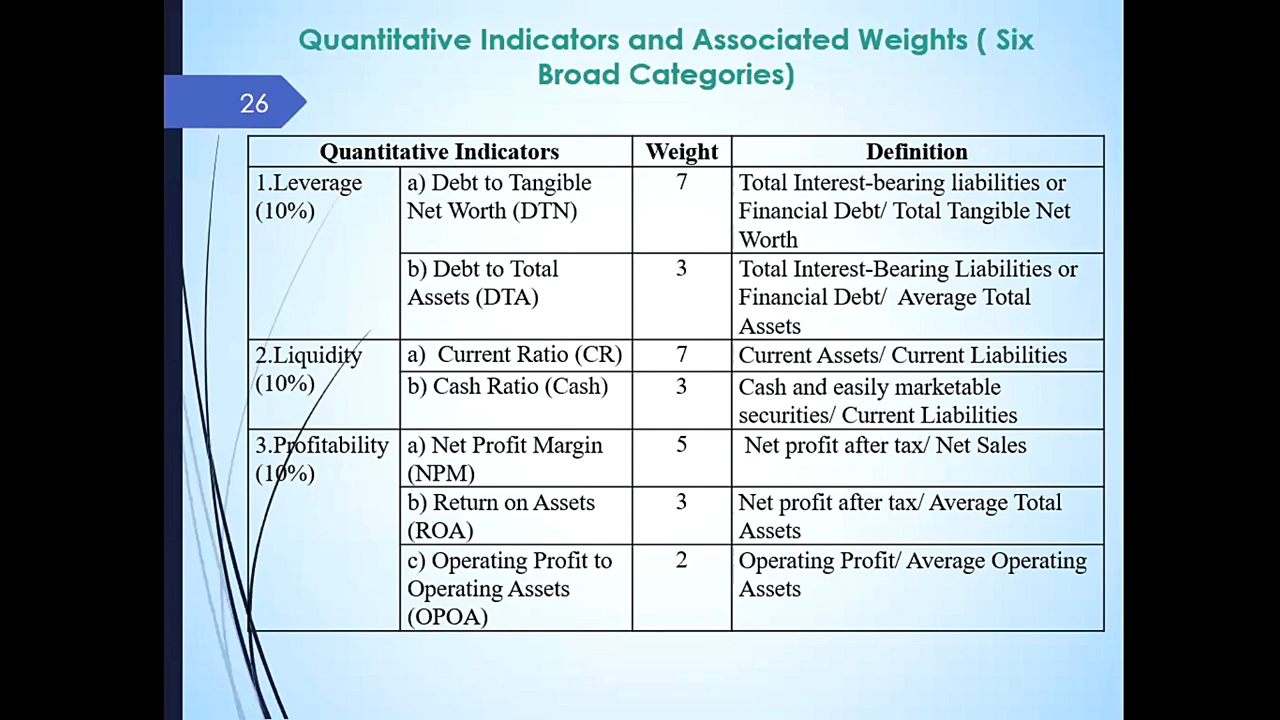 Quantitative Indicators and Associated Weights ( Six
Broad Categories)
26
Quantitative Indicators Weight Definition
1.Leverage
(10%)
a) Debt to Tangible
Net Worth (DTN)
7
Total Interest-bearing liabilities or
Financial Debt/ Total Tangible Net
Worth
b) Debt to Total
Assets (DTA)
3
Total Interest-Bearing Liabilities or
Financial Debt/ Average Total
Assets
2.Liquidity
(10%)
a) Current Ratio (CR)
7
Current Assets/ Current Liabilities
b) Cash Ratio (Cash)
3
Cash and easily marketable
securities/ Current Liabilities
3.Profitability
(10%)
a) Net Profit Margin
(NPM)
5
Net profit after tax/ Net Sales
b) Return on Assets
(ROA)
3
Net profit after tax/ Average Total
Assets
c) Operating Profit to
Operating Assets
(OPOA)
2
Operating Profit/ Average Operating
Assets